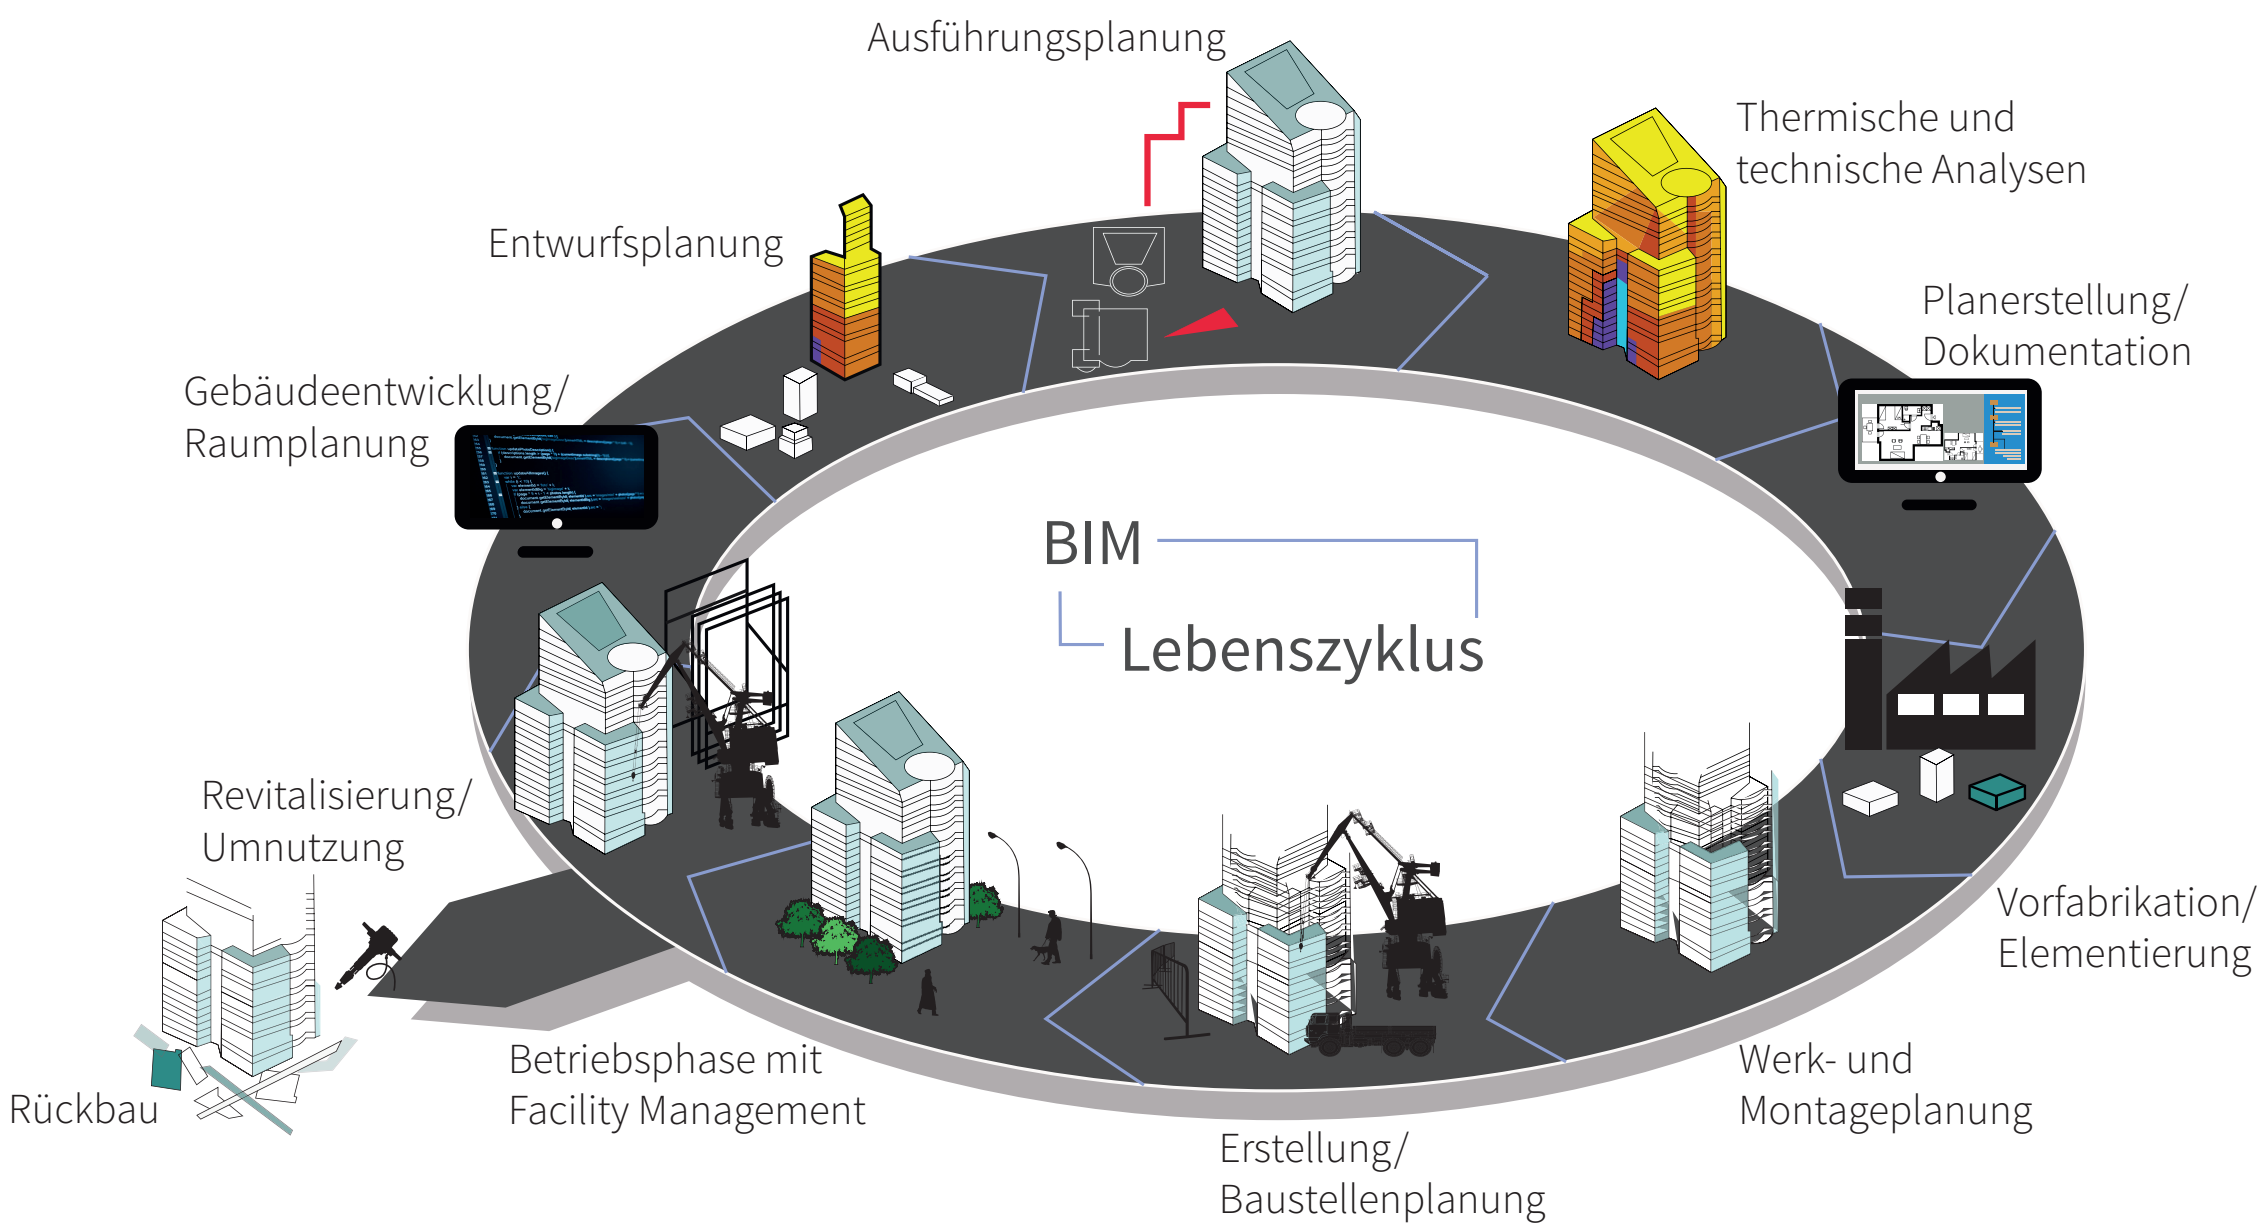 Ausführungsplanung
Thermische und
technische Analysen
Entwurfsplanung
Planerstellung/
Dokumentation
Gebäudeentwicklung/
Raumplanung
BIM
Lebenszyklus
Revitalisierung/
Umnutzung
Vorfabrikation/
Elementierung
Betriebsphase mit
Facility Management
Werk- und
Montageplanung
Rückbau
Erstellung/
Baustellenplanung